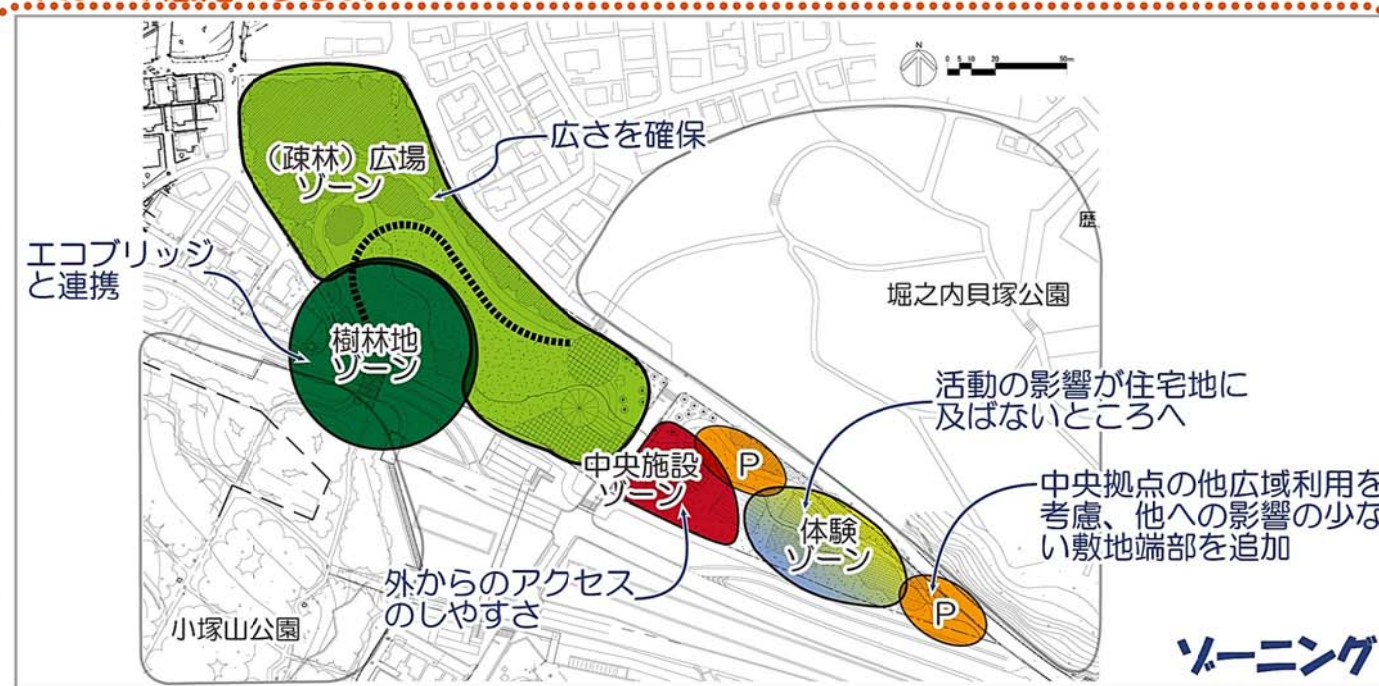 N
0 5 10 20 50m
広さを確保
（疎林）広場
ゾーン
歴
エコブリッジ
と連携
堀之内貝塚公園
樹林地
ゾーン
活動の影響が住宅地に
及ばないところへ
中央施設
ゾーン
P
中央拠点の他広域利用を
考慮、他への影響の少な
い敷地端部を追加
体験
ゾーン
外からのアクセス
のしやすさ
P
小塚山公園
ゾーニング